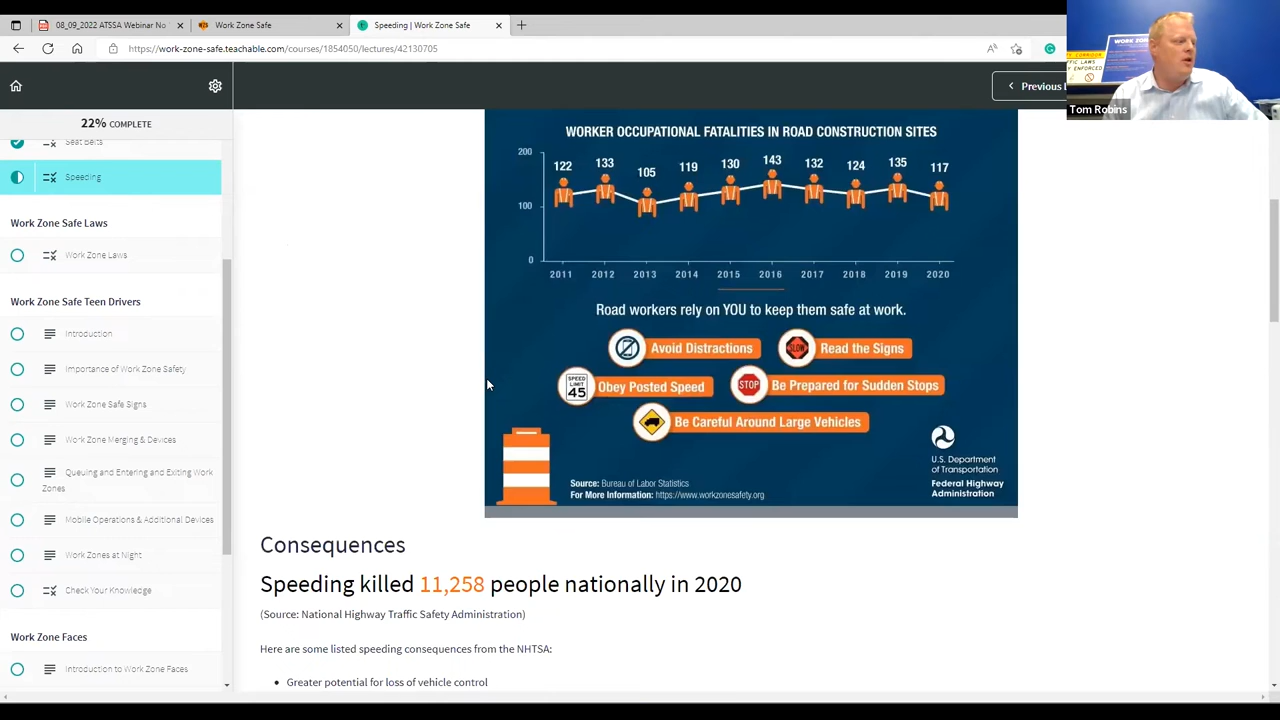 08_09_2022 ATSSA Webinar No
Work Zone Safe
Speeding | Work Zone Safe
https://work-zone-safe.teachable.com/courses/1854050/lectures/
Previous
Tom Robins
22% COMPLETE
Seat Belts
Speeding
Work Zone Safe Laws
Work Zone Laws
Work Zone Safe Teen Drivers
Introduction
Importance of Work Zone Safety
Work Zone Safe Signs
Work Zone Merging & Devices
Queuing and Entering and Exiting Work
Zones
Mobile Operations & Additional Devices
Work Zones at Night
Check Your Knowledge
Work Zone Faces
Introduction to Work Zone Faces
WORKER OCCUPATIONAL FATALITIES IN ROAD CONSTRUCTION SITES
200
122 133 105 119 130 143 132 124 135 117
100
0
2011 2012 2013 2014 2015 2016 2017 2018 2019 2020
Road workers rely on YOU to keep them safe at work.
Avoid Distractions
SLOW
Read the Signs
SPEED
LIMIT
45
Obey Posted Speed
STOP
Be Prepared for Sudden Stops
Be Careful Around Large Vehicles
Source: Bureau of Labor Statistics
For More Information: https://www.workzonesafety.org
U.S. Department
of Transportation
Federal Highway
Administration
Consequences
Speeding killed 11,258 people nationally in 2020
(Source: National Highway Traffic Safety Administration)
Here are some listed speeding consequences from the NHTSA:
Greater potential for loss of vehicle control